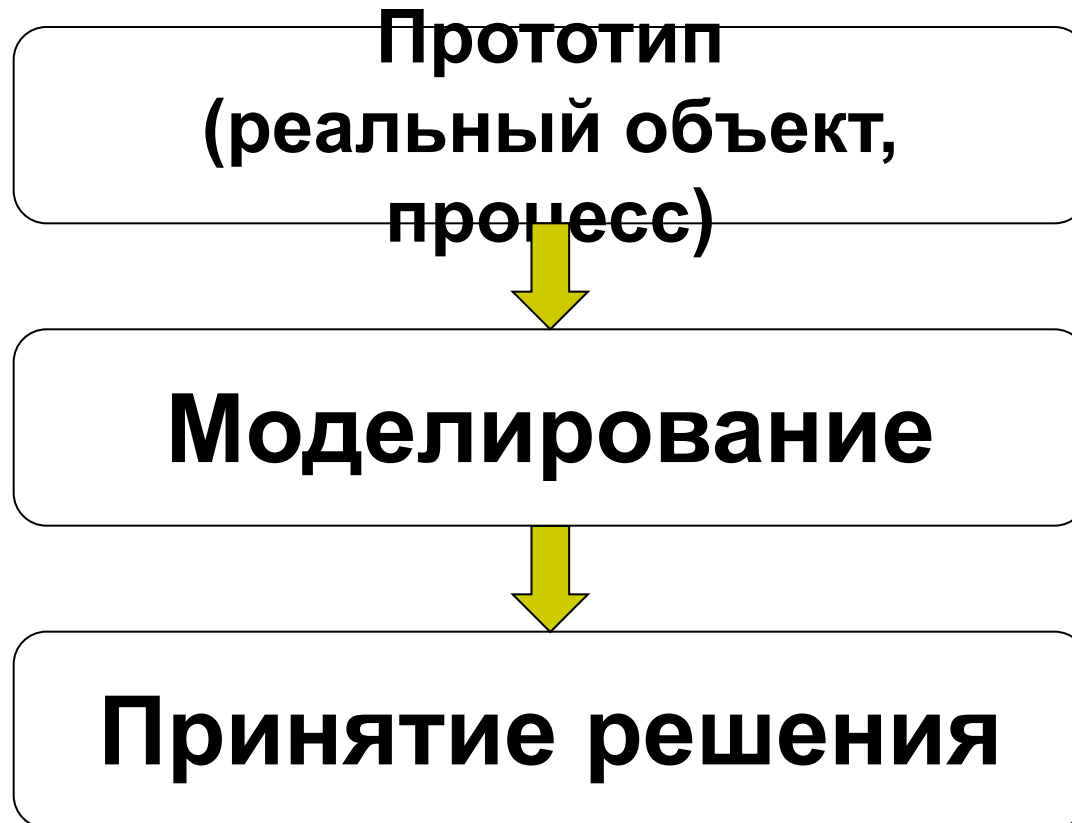 Прототип
(реальный объект,
процесс)
Моделирование
Принятие решения